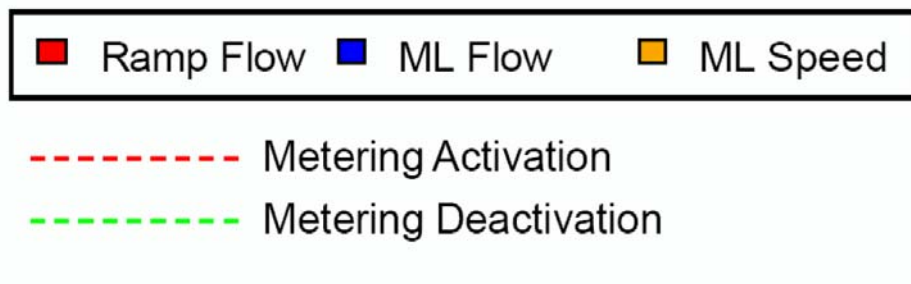 Ramp Flow ML Flow ML Speed
Metering Activation
Metering Deactivation